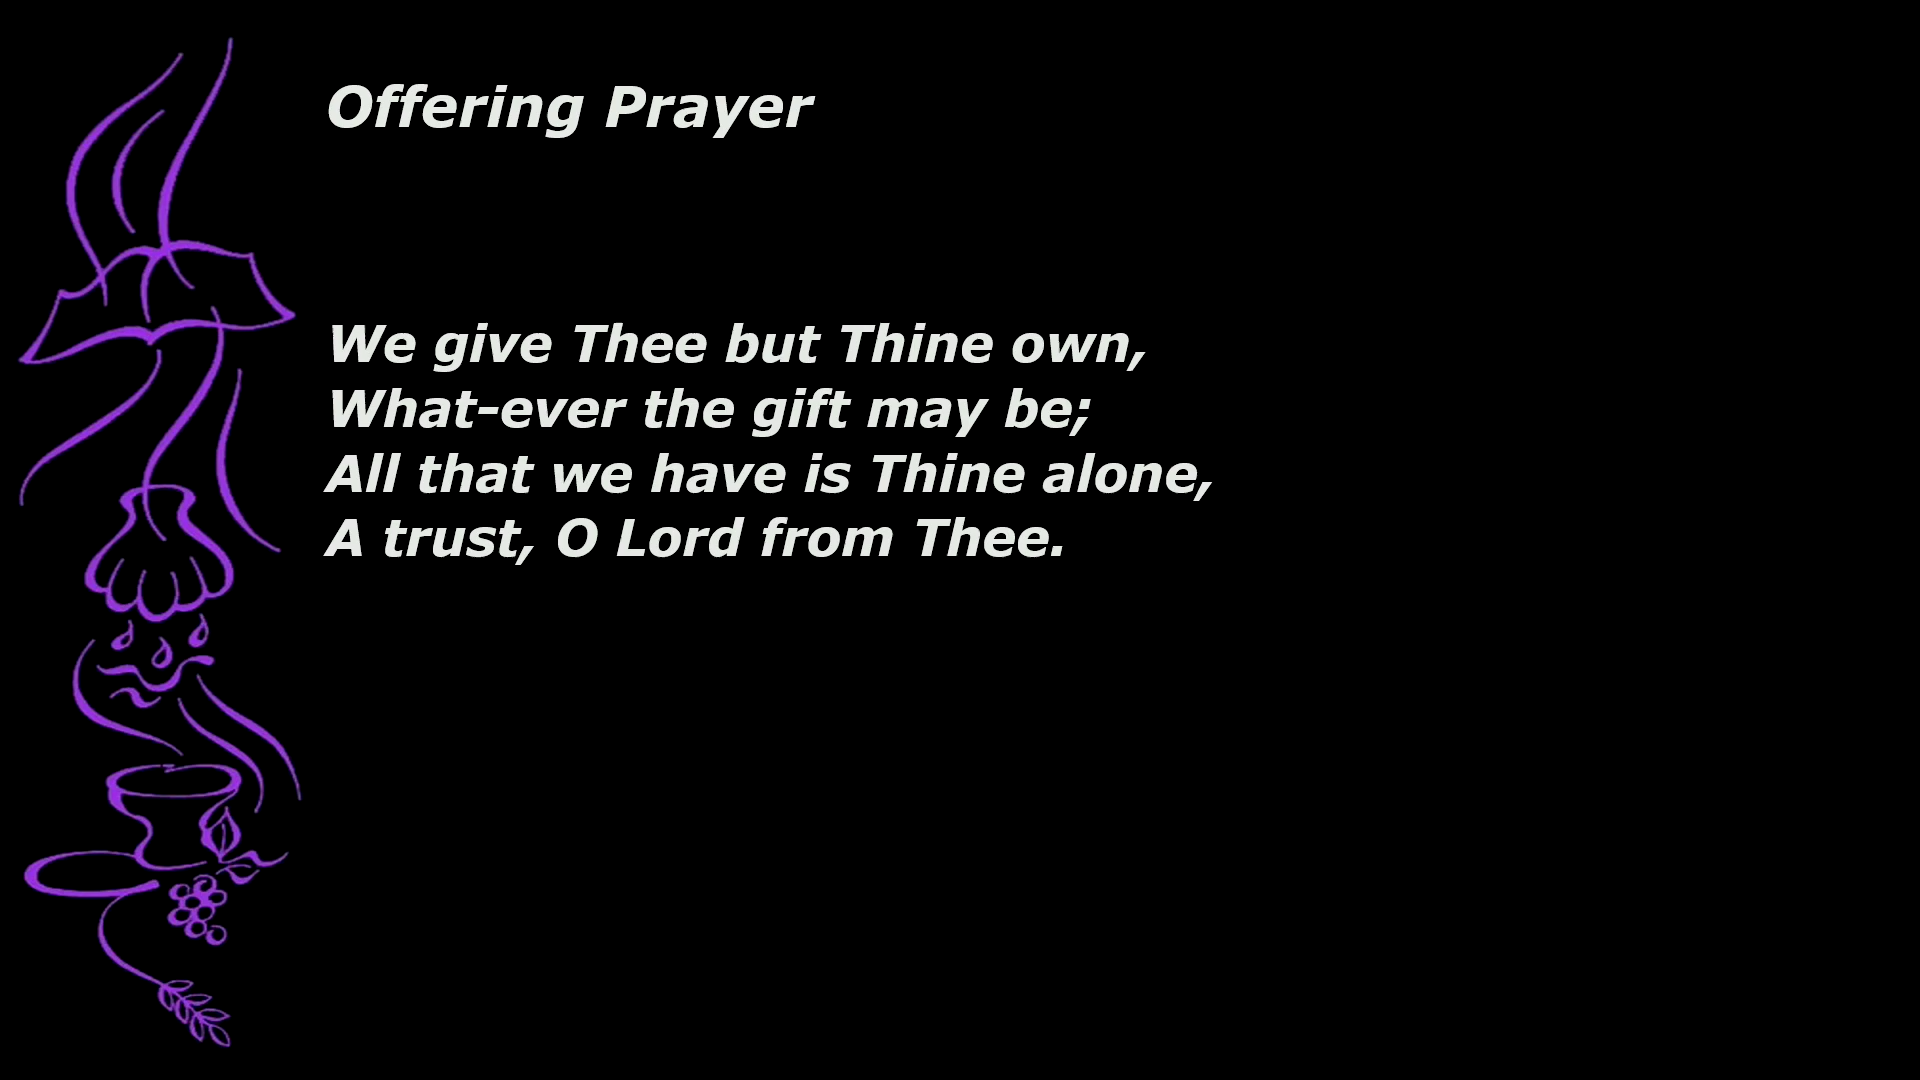 Offering Prayer
We give Thee but Thine own,
What-ever the gift may be;
All that we have is Thine alone,
A trust, O Lord from Thee.